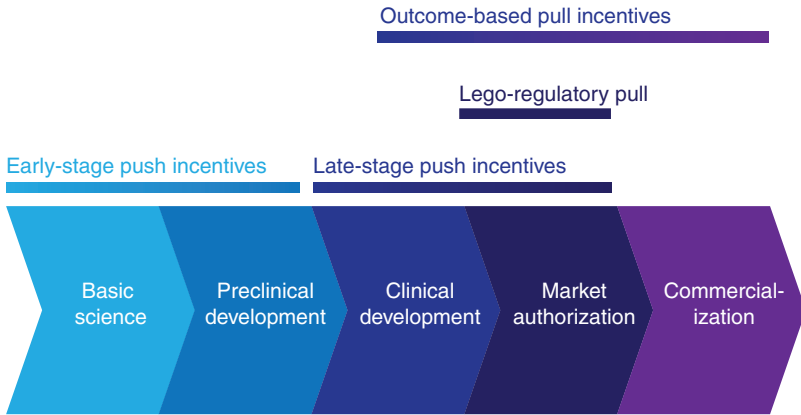 Outcome-based pull incentives
Lego-regulatory pull
Early-stage push incentives
Late-stage push incentives
Basic
science
Preclinical
development
Clinical
development
Market
authorization
Commercial-
ization